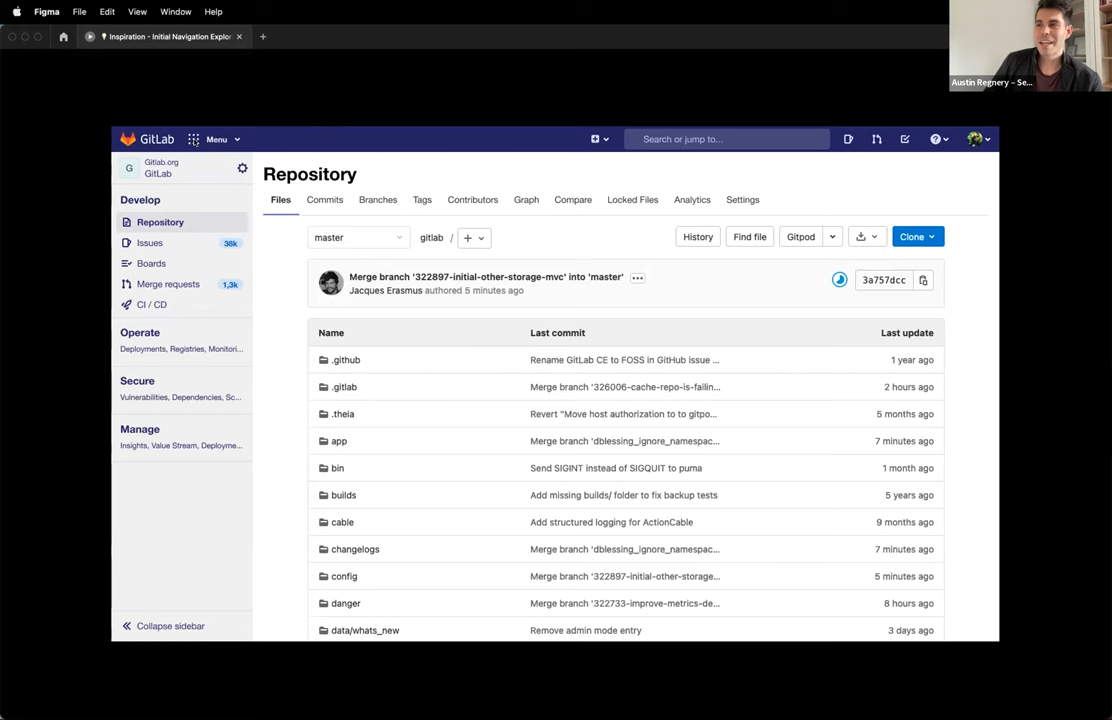 Figma File Edit View Window Help
Inspiration - Initial Navigation Explor
Austin Regnery – Se...
GitLab Menu Search or jump to...
G Gitlab.org
GitLab
Repository
Files Commits Branches Tags Contributors Graph Compare Locked Files Analytics Settings
Develop
Repository
Issues 38k
Boards
Merge requests 1,3k
CI / CD
Operate
Deployments, Registries, Monitori...
Secure
Vulnerabilities, Dependencies, Sc...
Manage
Insights, Value Stream, Deployme...
Collapse sidebar
master gitlab / + History Find file Gitpod Clone
Merge branch '322897-initial-other-storage-mvc' into 'master'
Jacques Erasmus authored 5 minutes ago
3a757dcc
Name Last commit Last update
.github Rename GitLab CE to FOSS in GitHub issue ... 1 year ago
.gitlab Merge branch '326006-cache-repo-is-failin... 2 hours ago
.theia Revert "Move host authorization to to gitpo... 5 months ago
app Merge branch 'dblessing_ignore_namespac... 7 minutes ago
bin Send SIGINT instead of SIGQUIT to puma 1 month ago
builds Add missing builds/ folder to fix backup tests 5 years ago
cable Add structured logging for ActionCable 9 months ago
changelogs Merge branch 'dblessing_ignore_namespac... 7 minutes ago
config Merge branch '322897-initial-other-storage... 5 minutes ago
danger Merge branch '322733-improve-metrics-de... 8 hours ago
data/whats_new Remove admin mode entry 3 days ago